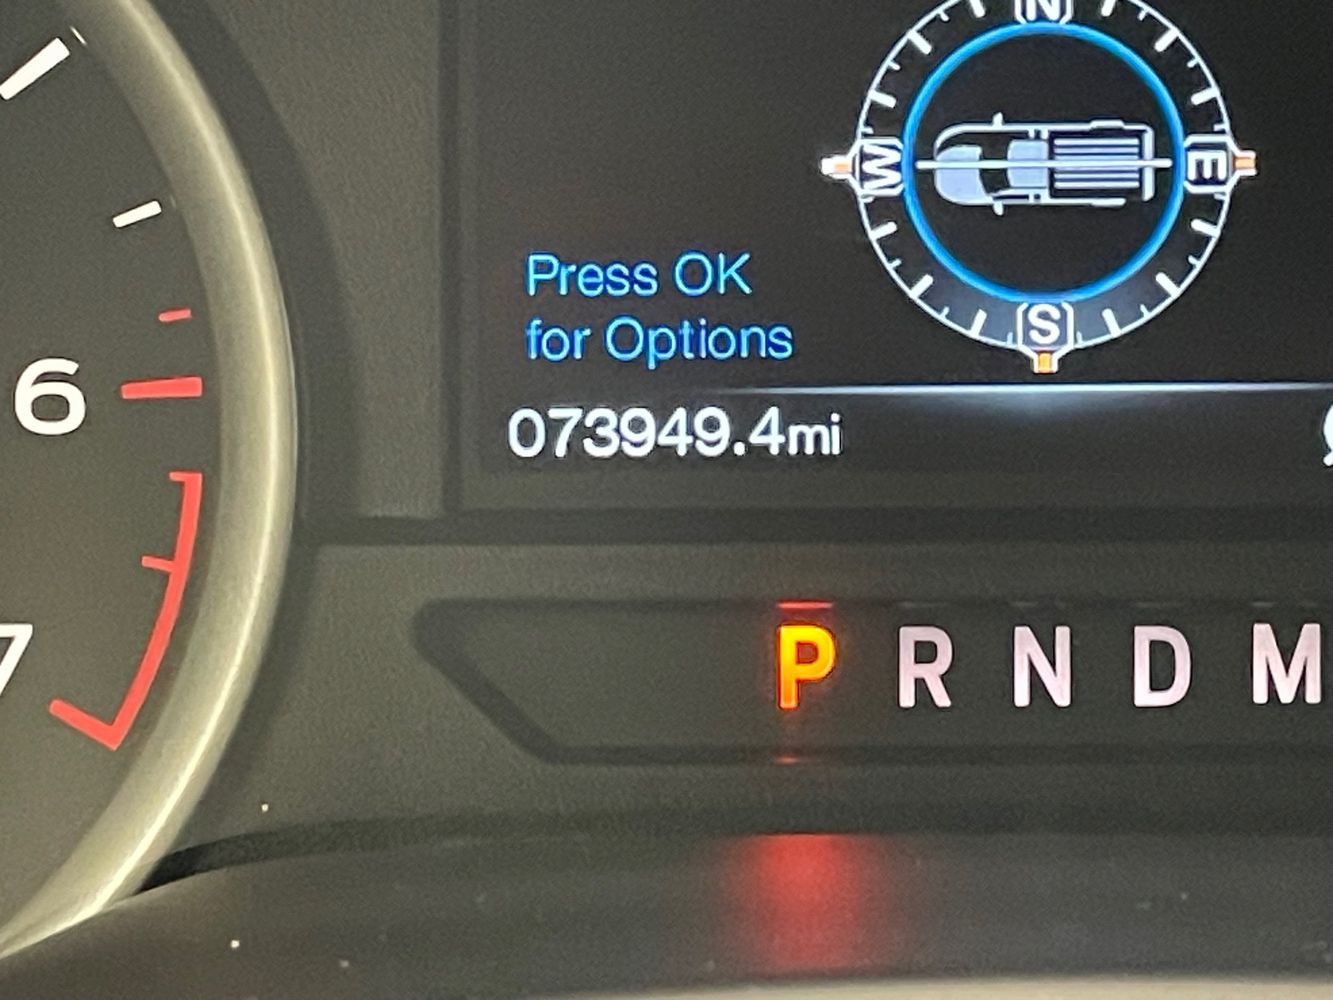 N
W
E
S
Press OK
for Options
073949.4mi
6
7
P R N D M